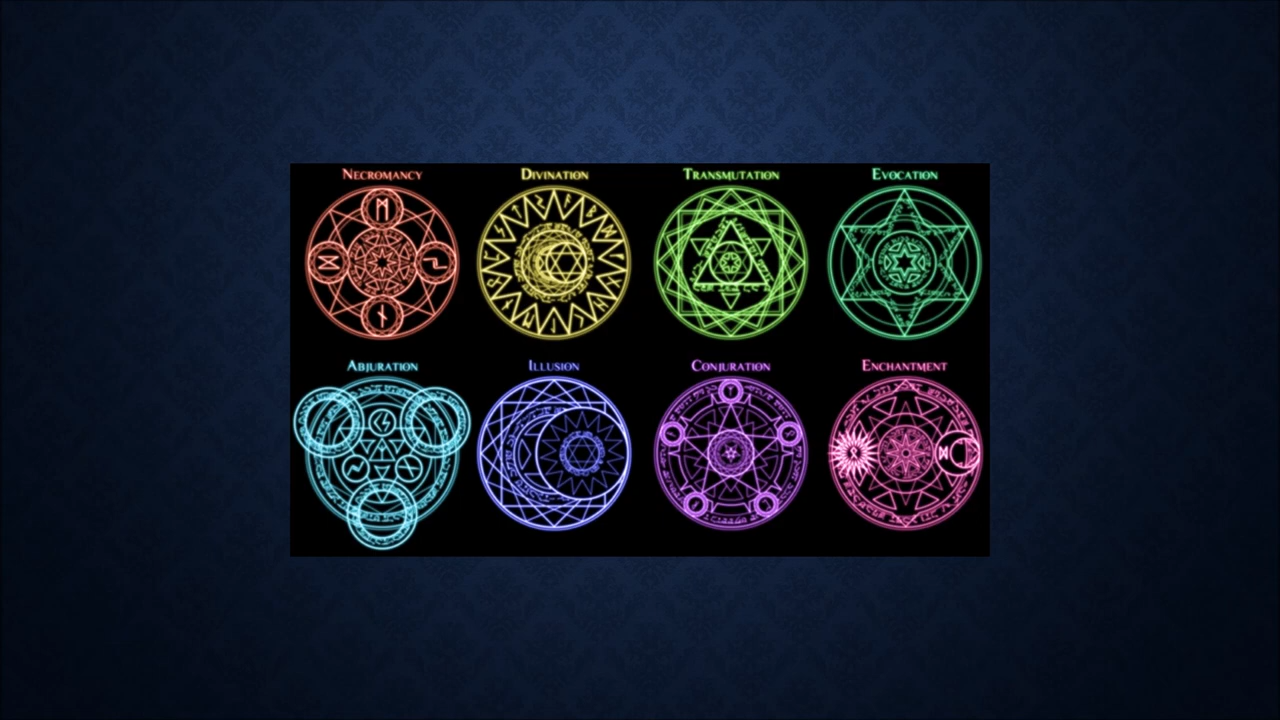 Necromancy Divination Transmutation Evocation
Abjuration Illusion Conjuration Enchantment